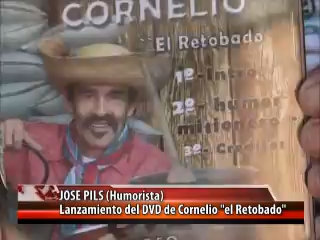 CORNELIO
"El Retobado
1º- Intro
2º- humor
misionero
3º- Creditos
JOSE PILS (Humorista)
Lanzamiento del DVD de Cornelio "el Retobado"